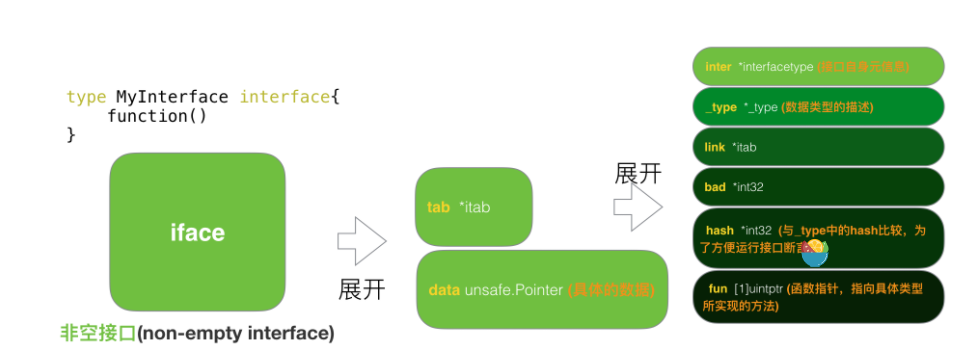 type MyInterface interface{
function()
}
iface
非空接口(non-empty interface)
展开
tab *itab
data unsafe.Pointer (具体的数据)
展开
inter *interfacetype (接口自身元信息)
_type *_type (数据类型的描述)
link *itab
bad *int32
hash *int32 (与_type中的hash比较，为
了方便运行接口断言
fun [1]uintptr (函数指针，指向具体类型
所实现的方法)